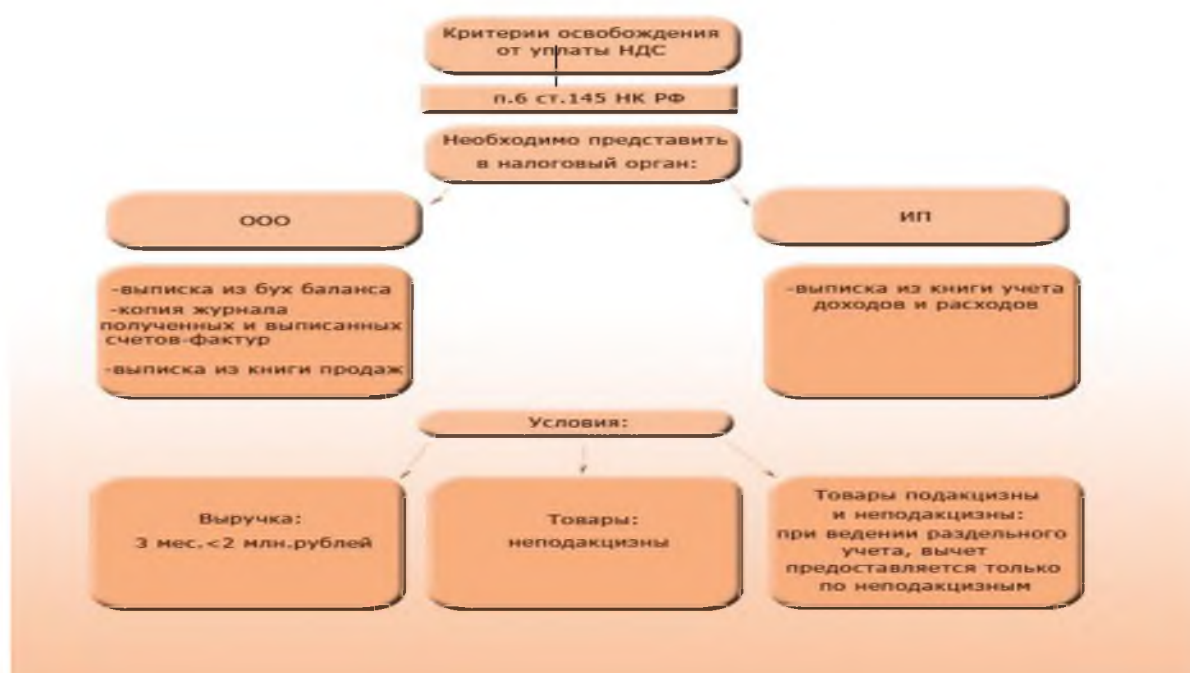 Критерии освобождения
от уплаты НДС
п.6 ст.145 НК РФ
Необходимо представить
в налоговый орган:
ООО
ИП
-выписка из бух баланса
-копия журнала
полученных и выписанных
счетов-фактур
-выписка из книги продаж
-выписка из книги учета
доходов и расходов
Условия:
Выручка:
3 мес.<2 млн.рублей
Товары:
неподакцизны
Товары подакцизны
и неподакцизны:
при ведении раздельного
учета, вычет
предоставляется только
по неподакцизным